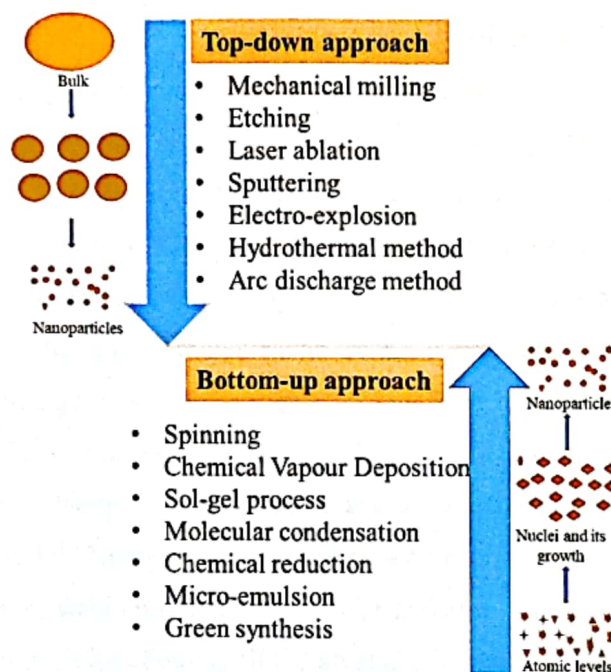 Top-down approach
Bulk
• Mechanical milling
• Etching
• Laser ablation
• Sputtering
• Electro-explosion
• Hydrothermal method
• Arc discharge method
Nanoparticles
Bottom-up approach
• Spinning
• Chemical Vapour Deposition
• Sol-gel process
• Molecular condensation
• Chemical reduction
• Micro-emulsion
• Green synthesis
Nanoparticle
Nuclei and its
growth
Atomic levels